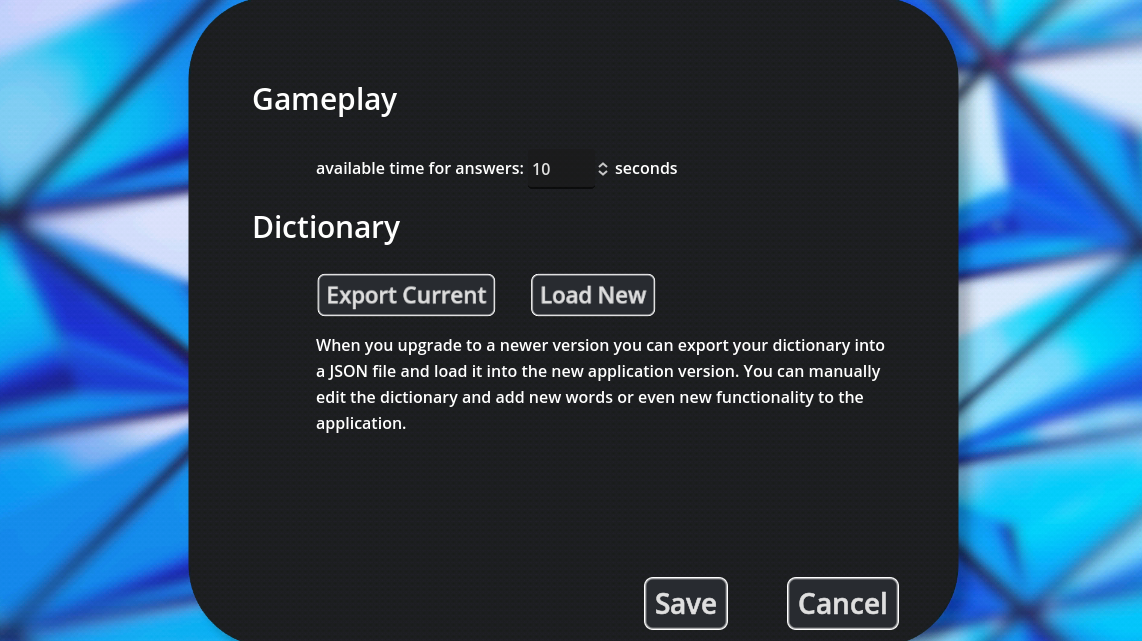 Gameplay
available time for answers: 10 seconds
Dictionary
Export Current Load New
When you upgrade to a newer version you can export your dictionary into
a JSON file and load it into the new application version. You can manually
edit the dictionary and add new words or even new functionality to the
application.
Save Cancel